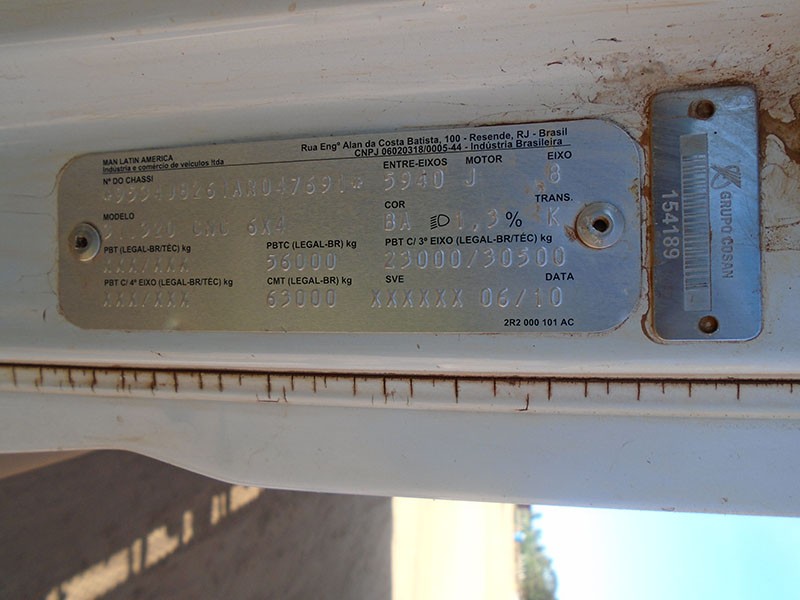 MAN LATIN AMERICA
Indústria e comércio de veículos ltda
Rua Engº Alan da Costa Batista, 100 - Resende, RJ - Brasil
CNPJ 06020318/0005-44 - Indústria Brasileira
Nº DO CHASSI ENTRE-EIXOS MOTOR EIXO
5940 J 8
MODELO COR TRANS.
6X4 BA 1,3% K
PBT (LEGAL-BR/TÉC) kg PBTC (LEGAL-BR) kg PBT C/ 3º EIXO (LEGAL-BR/TÉC) kg
XXX/XXX 56000 23000/30500
PBT C/ 4º EIXO (LEGAL-BR/TÉC) kg CMT (LEGAL-BR) kg SVE DATA
XXX/XXX 63000 XXXXXX 06/10
2R2 000 101 AC
GRUPO COSAN
154189